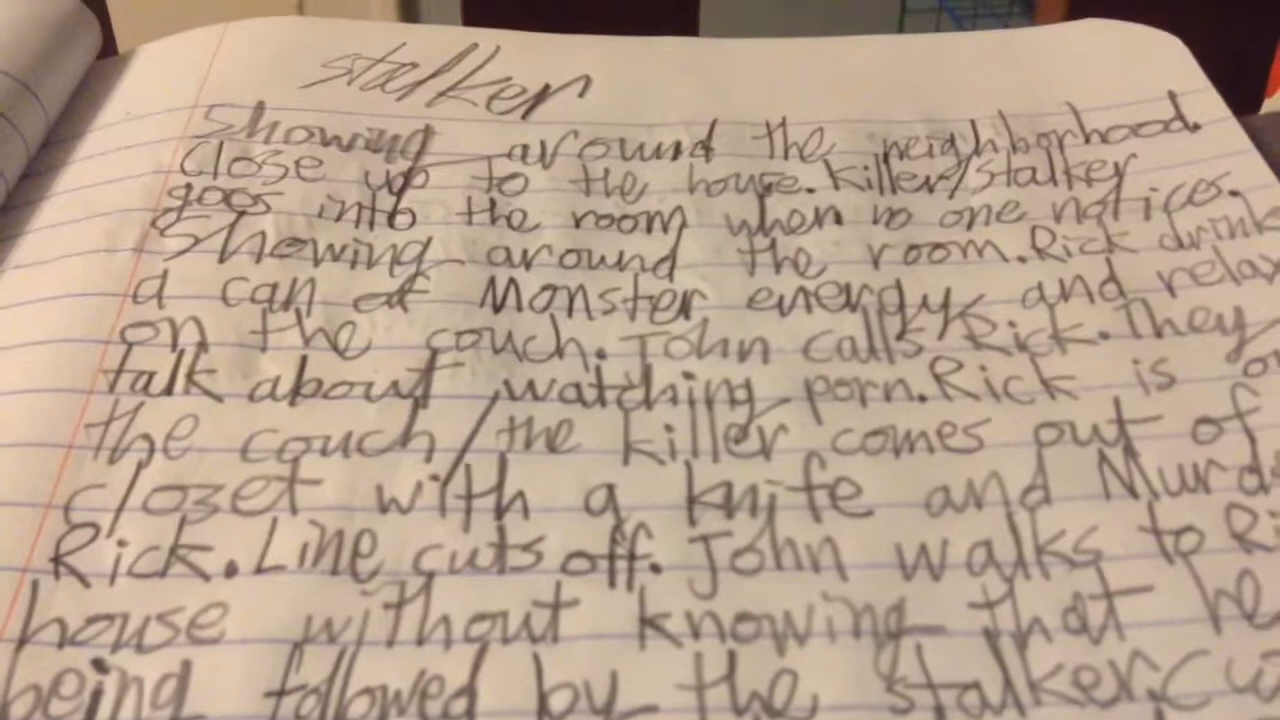 stalker
Showing around the neighborhood.
Close up to the house. Killer/Stalker
goes into the room when no one notices.
Showing around the room. Rick drink
a can of Monster energy and relax
on the couch. John calls Rick. They
talk about watching porn. Rick is
the couch/the killer comes out of
clozet with a knife and
Rick. Line cuts off. John walks to
house without knowing that he
being followed by the stalker.